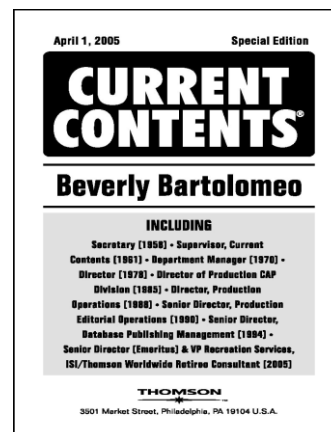 April 1, 2005 Special Edition
CURRENT
CONTENTS®
Beverly Bartolomeo
INCLUDING
Secretary [1958] • Supervisor, Current
Contents [1961] • Department Manager [1970] •
Director [1978] • Director of Production CAP
Division [1985] • Director, Production
Operations [1988] • Senior Director, Production
Editorial Operations [1990] • Senior Director,
Database Publishing Management [1994] •
Senior Director (Emeritus) & VP Recreation Services,
ISI/Thomson Worldwide Retiree Consultant [2005]
THOMSON
3501 Market Street, Philadelphia, PA 19104 U.S.A.